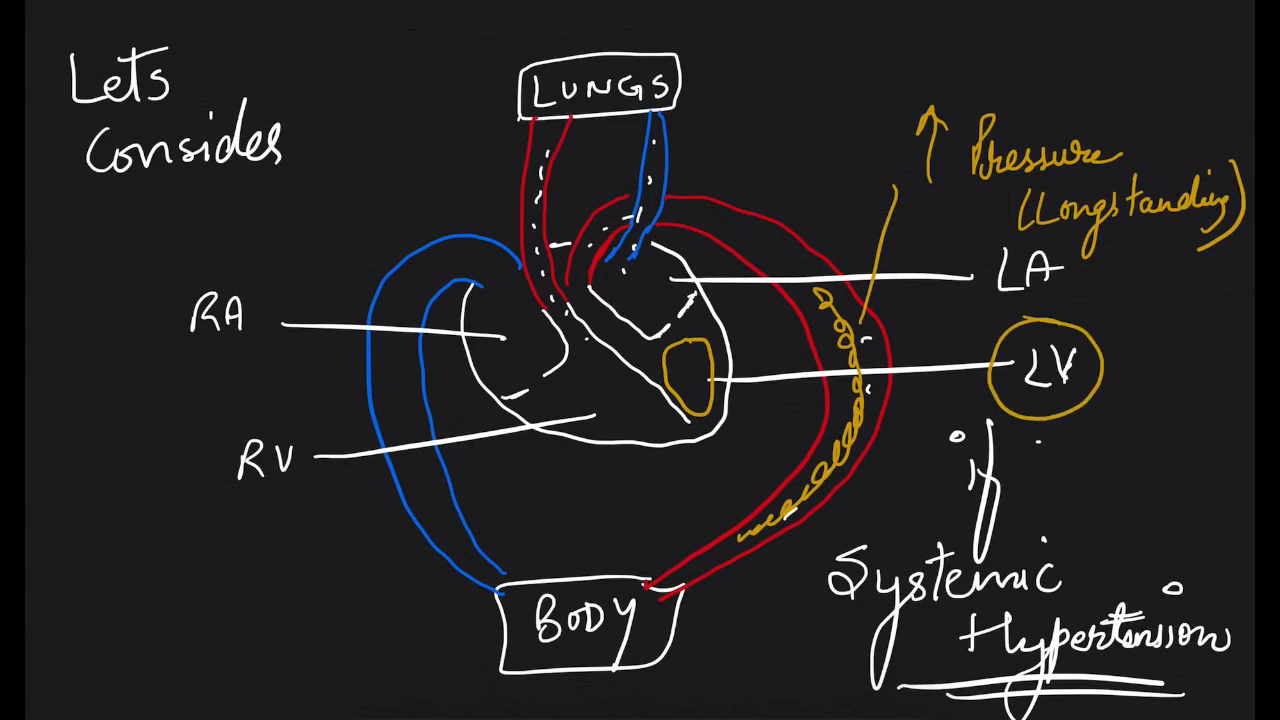 Lets
Consider
LUNGS
↑ Pressure
(Longstanding)
LA
RA
LV
RV
if
Systemic
Hypertension
BODY